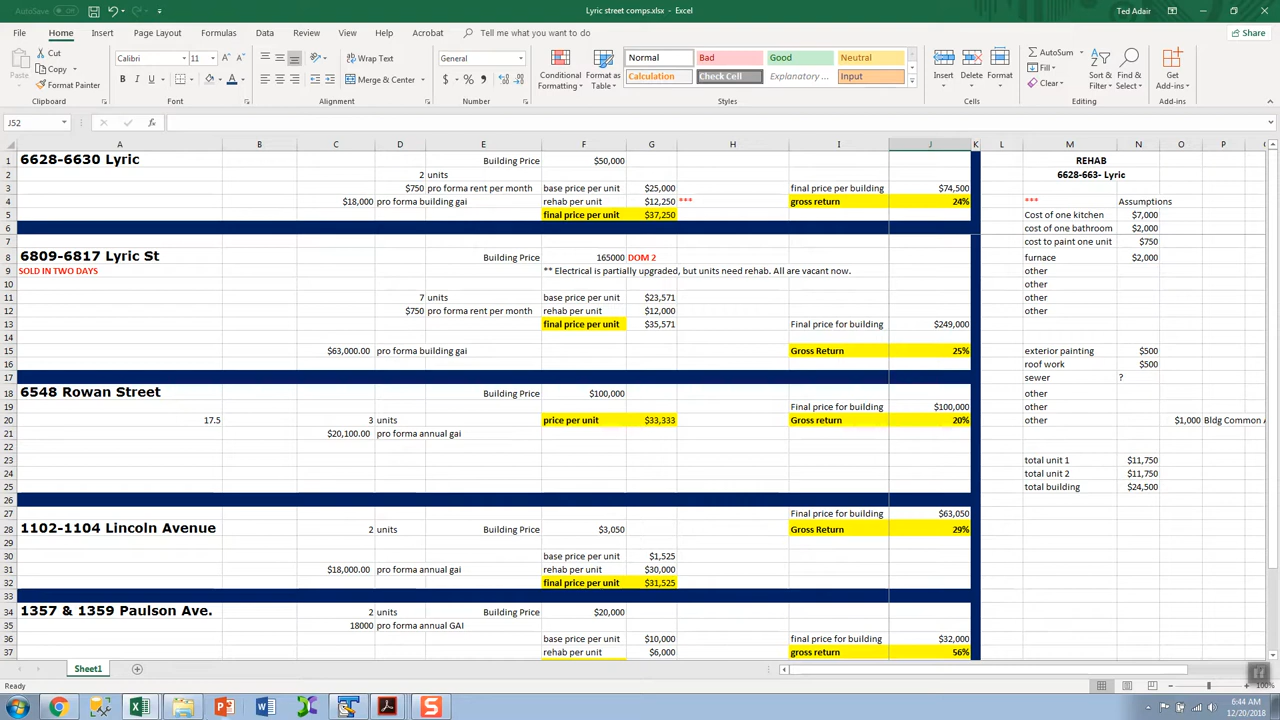 AutoSave Off Lyric street comps.xlsx - Excel Ted Adair
File Home Insert Page Layout Formulas Data Review View Help Acrobat Tell me what you want to do Share
Cut Copy Format Painter Paste Clipboard
Calibri 11 B I U Font
Wrap Text Merge & Center Alignment
General $ % Number
Conditional Formatting Format as Table Normal Bad Good Neutral Calculation Check Cell Explanatory ... Input Styles
Insert Delete Format Cells
AutoSum Fill Clear Sort & Filter Find & Select Editing
Get Add-ins Add-ins
J52 fx
A B C D E F G H I J K L M N O P
1 6628-6630 Lyric Building Price $50,000 REHAB
2 2 units 6628-663- Lyric
3 $750 pro forma rent per month base price per unit $25,000 final price per building $74,500
4 $18,000 pro forma building gai rehab per unit $12,250 *** gross return 24% *** Assumptions
5 final price per unit $37,250 Cost of one kitchen $7,000
6 cost of one bathroom $2,000
7 cost to paint one unit $750
8 6809-6817 Lyric St Building Price 165000 DOM 2 furnace $2,000
9 SOLD IN TWO DAYS ** Electrical is partially upgraded, but units need rehab. All are vacant now. other
10 other
11 7 units base price per unit $23,571 other
12 $750 pro forma rent per month rehab per unit $12,000 other
13 final price per unit $35,571 Final price for building $249,000
14
15 $63,000.00 pro forma building gai Gross Return 25% exterior painting $500
16 roof work $500
17 sewer ?
18 6548 Rowan Street Building Price $100,000 other
19 Final price for building $100,000 other
20 17.5 3 units price per unit $33,333 Gross return 20% other $1,000 Bldg Common
21 $20,100.00 pro forma annual gai
22
23 total unit 1 $11,750
24 total unit 2 $11,750
25 total building $24,500
26
27 Final price for building $63,050
28 1102-1104 Lincoln Avenue 2 units Building Price $3,050 Gross Return 29%
29
30 base price per unit $1,525
31 $18,000.00 pro forma annual gai rehab per unit $30,000
32 final price per unit $31,525
33
34 1357 & 1359 Paulson Ave. 2 units Building Price $20,000
35 18000 pro forma annual GAI
36 base price per unit $10,000 final price for building $32,000
37 rehab per unit $6,000 gross return 56%
Sheet1
Ready 100%
6:44 AM
12/20/2018